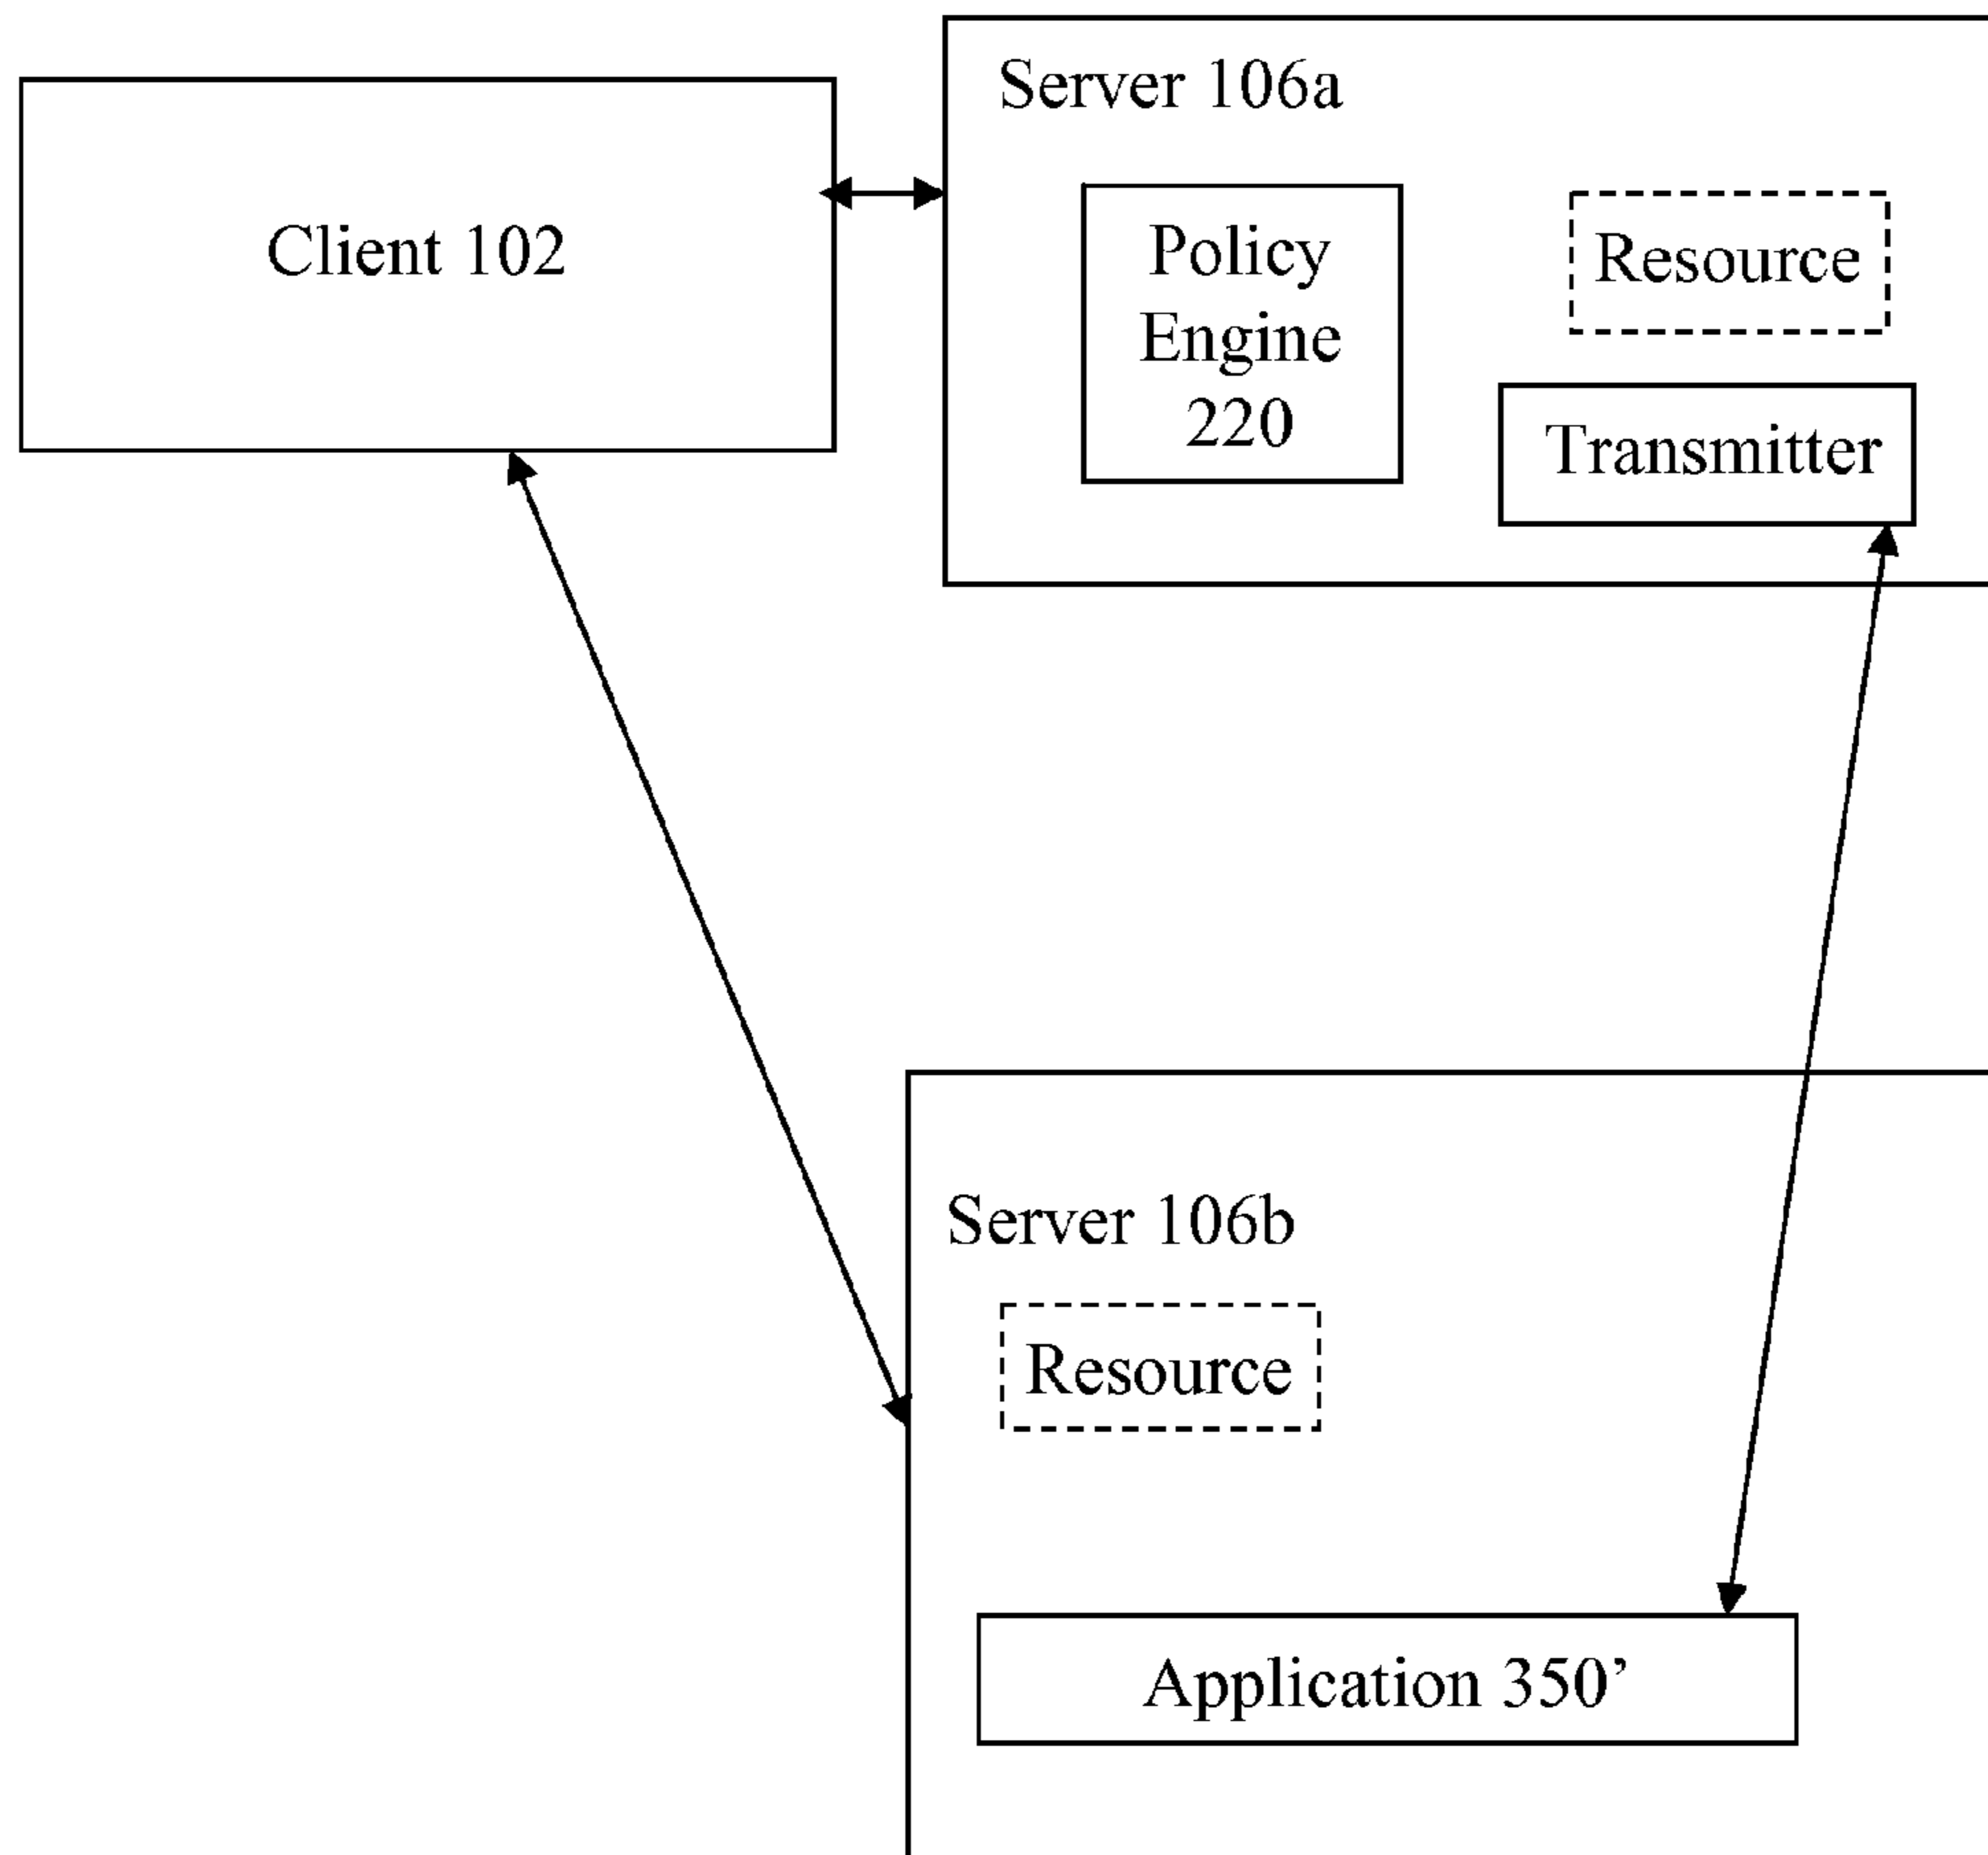 Server 106a
Client 102
Policy
Engine
220
Resource
Transmitter
Server 106b
Resource
Application 350’